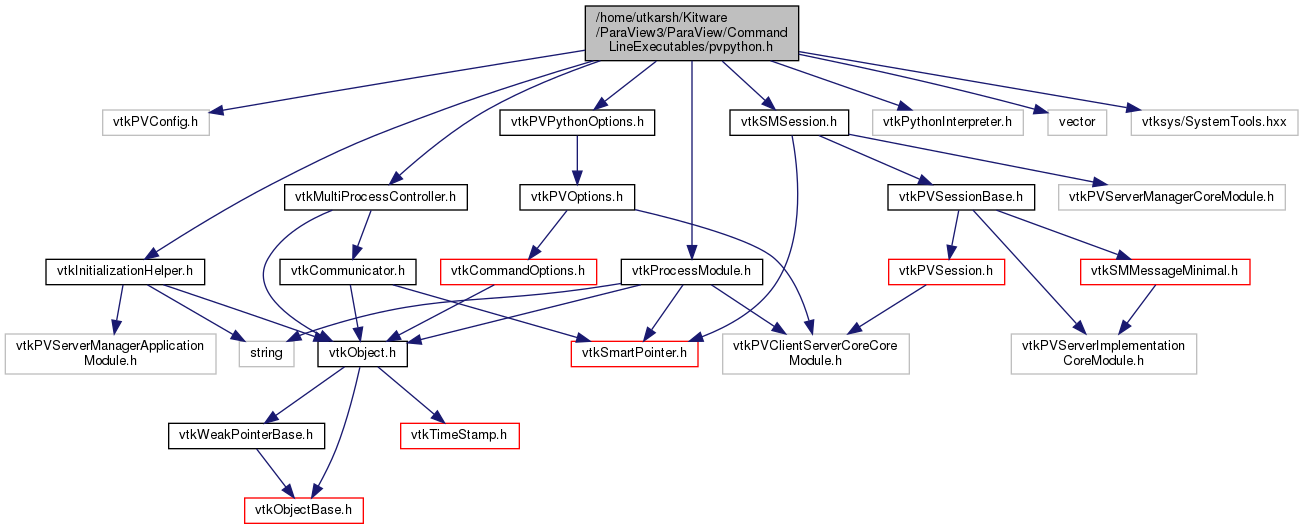 /home/utkarsh/Kitware
/ParaView3/ParaView/Command
LineExecutables/pvpython.h
vtkPVConfig.h
vtkPVPythonOptions.h
vtkSMSession.h
vtkPythonInterpreter.h
vector
vtksys/SystemTools.hxx
vtkMultiProcessController.h
vtkPVOptions.h
vtkPVSessionBase.h
vtkPVServerManagerCoreModule.h
vtkInitializationHelper.h
vtkCommunicator.h
vtkCommandOptions.h
vtkProcessModule.h
vtkPVSession.h
vtkSMMessageMinimal.h
vtkPVServerManagerApplication
Module.h
string
vtkObject.h
vtkSmartPointer.h
vtkPVClientServerCoreCore
Module.h
vtkPVServerImplementation
CoreModule.h
vtkWeakPointerBase.h
vtkTimeStamp.h
vtkObjectBase.h